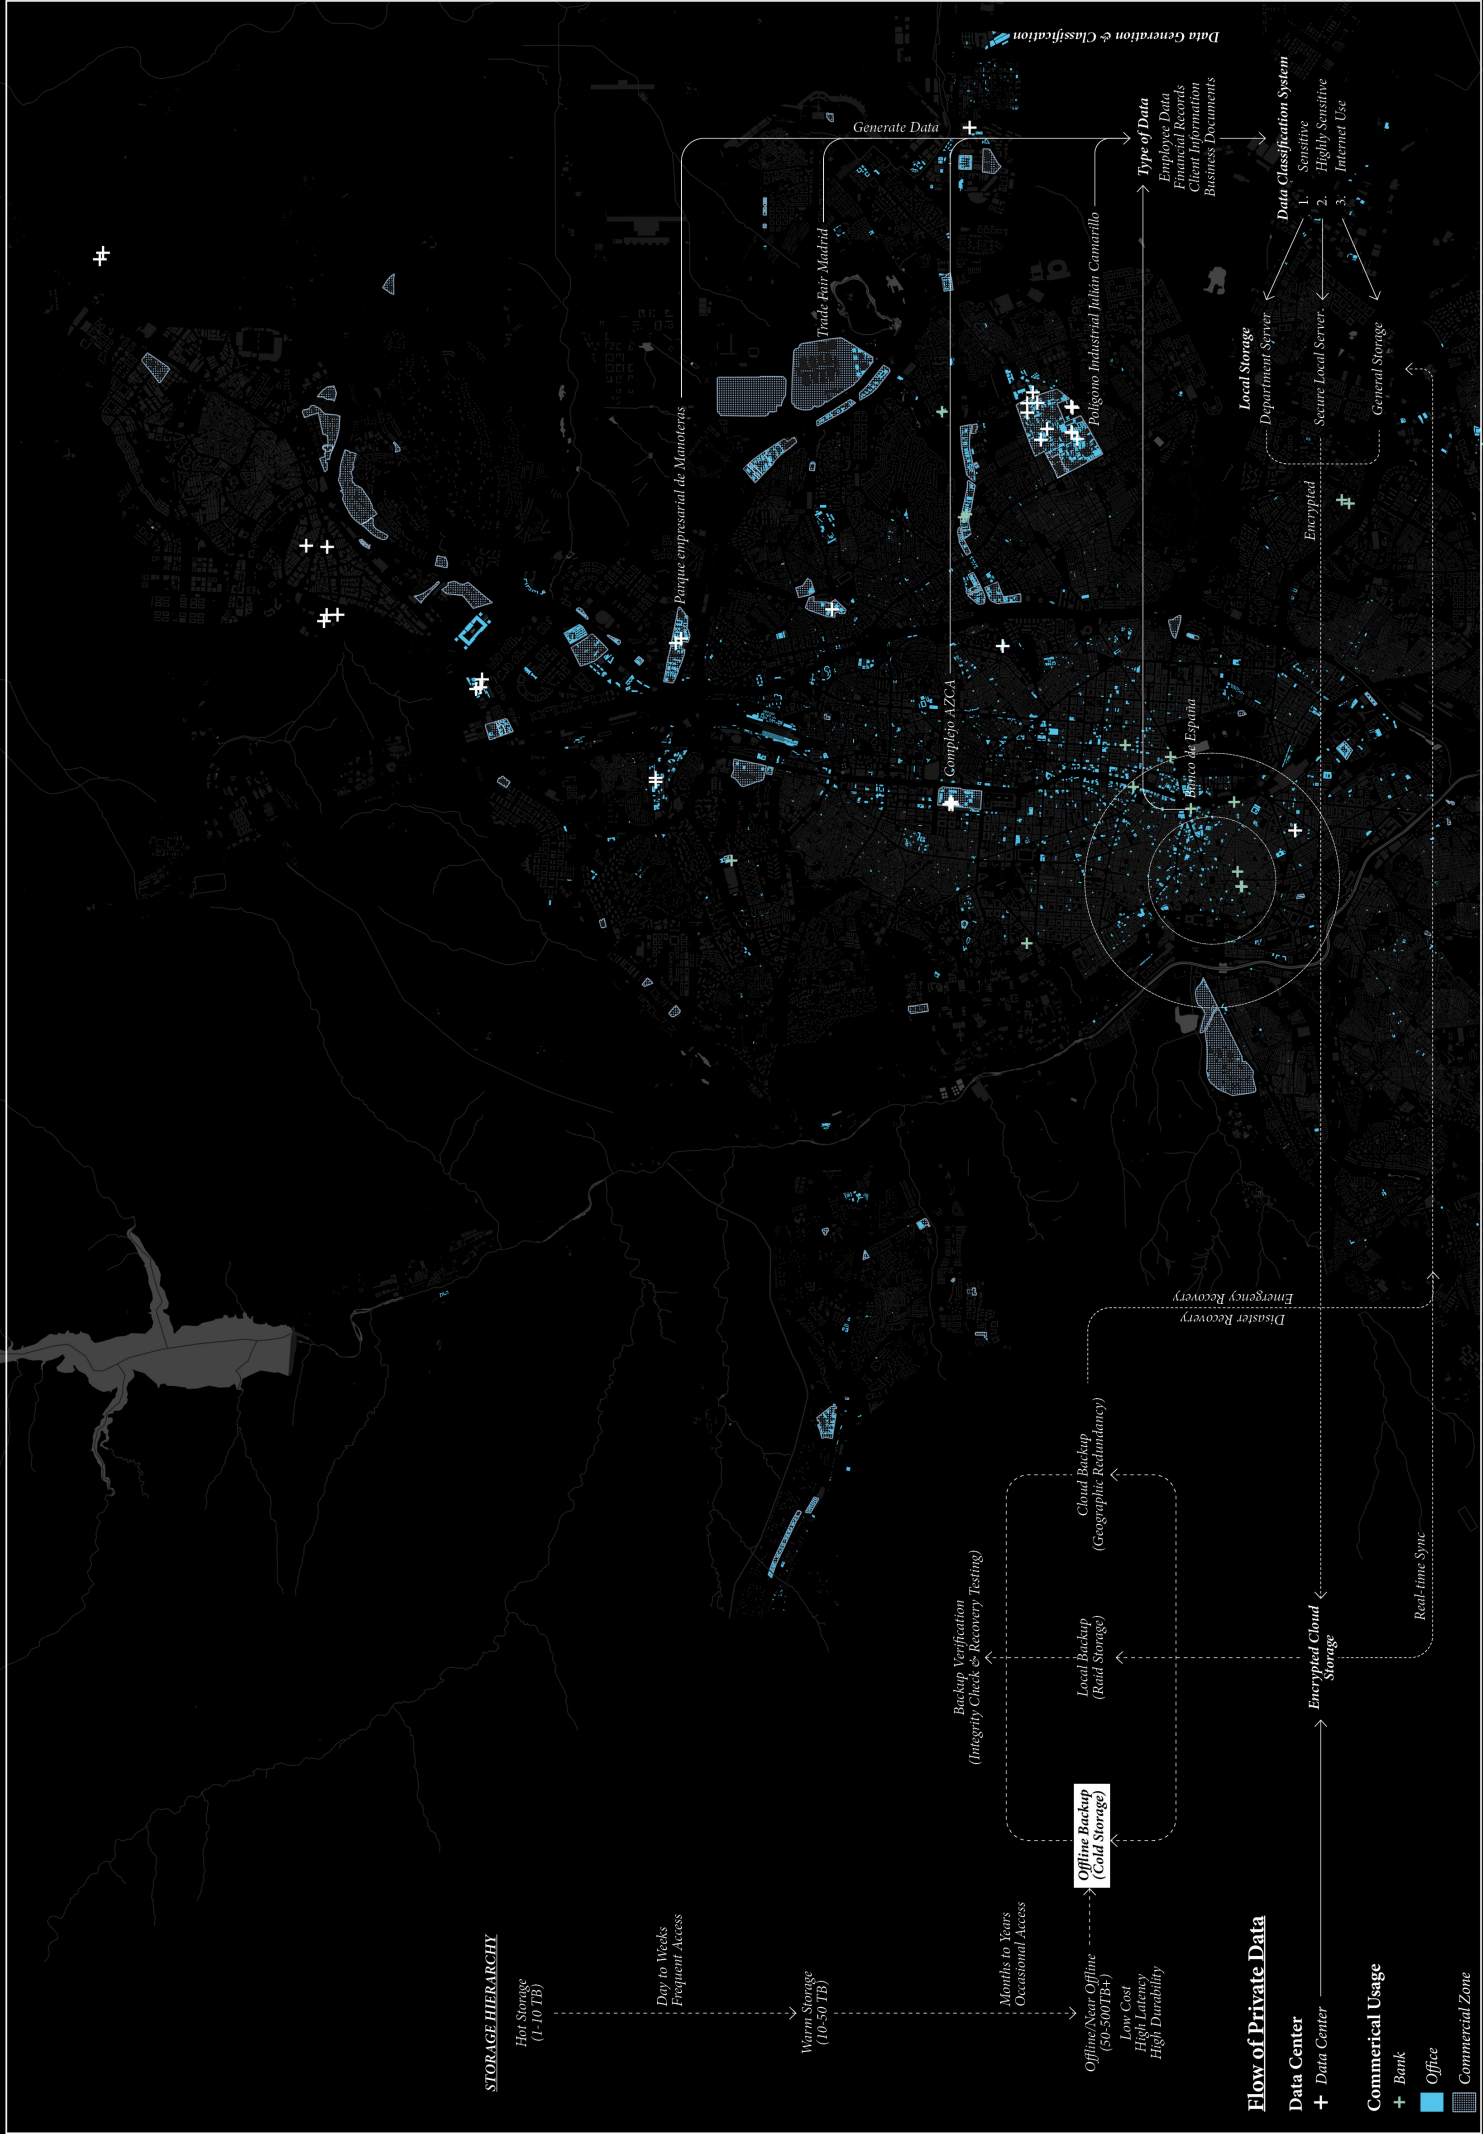 STORAGE HIERARCHY
Hot Storage
(1-10 TB)
Day to Weeks
Frequent Access
Warm Storage
(10-50 TB)
Months to Years
Occasional Access
Offline/Near Offline
(50-500TB+)
Low Cost
High Latency
High Durability
Offline Backup
(Cold Storage)
Backup Verification
(Integrity Check & Recovery Testing)
Local Backup
(Raid Storage)
Cloud Backup
(Geographic Redundancy)
Disaster Recovery
Emergency Recovery
Encrypted Cloud
Storage
Real-time Sync
Parque empresarial de Manoteras
Trade Fair Madrid
Complejo AZCA
Polígono Industrial Julián Camarillo
Banco de España
Generate Data
Data Generation & Classification
Type of Data
Employee Data
Financial Records
Client Information
Business Documents
Data Classification System
1. Sensitive
2. Highly Sensitive
3. Internet Use
Local Storage
Department Server
Secure Local Server
General Storage
Encrypted
Flow of Private Data
Data Center
Data Center
Commerical Usage
Bank
Office
Commercial Zone